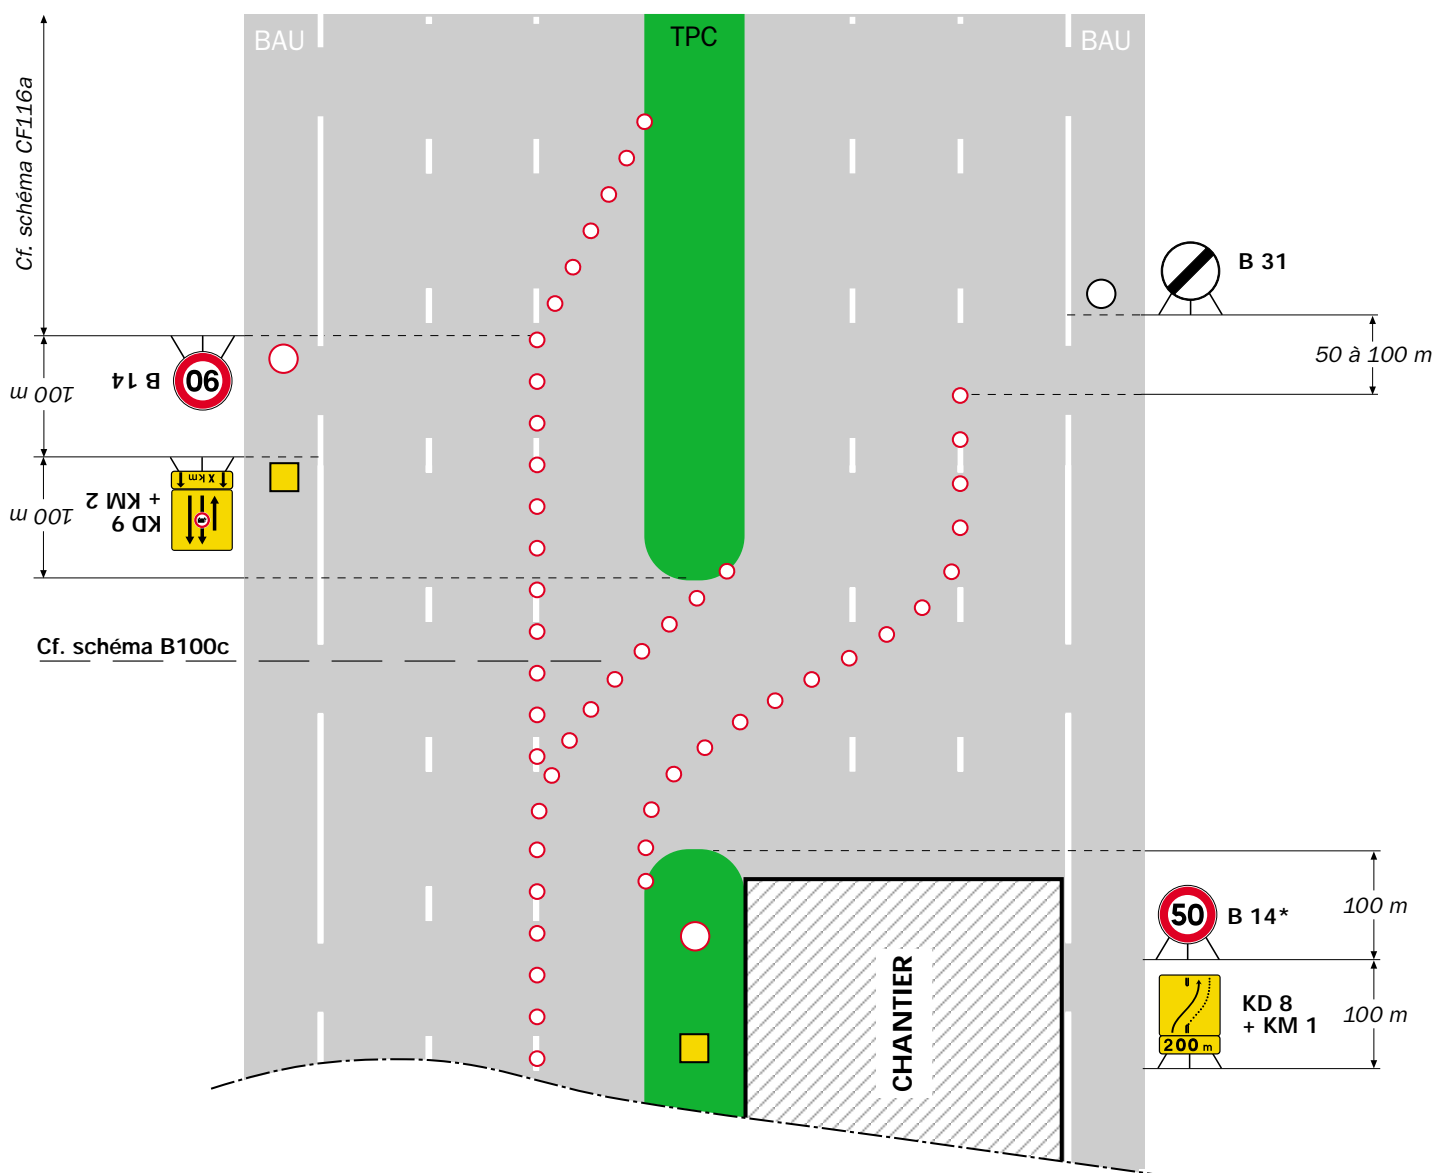 BAU
TPC
BAU
Cf. schéma CF116a
B 31
50 à 100 m
90
B 14
100 m
X km
KD 9
+ KM 2
100 m
Cf. schéma B100c
50
B 14*
100 m
KD 8
+ KM 1
200 m
100 m
CHANTIER